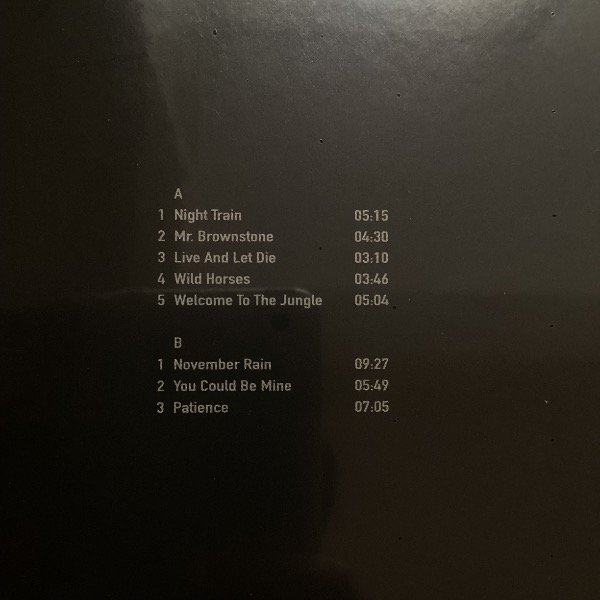 A
1 Night Train 05:15
2 Mr. Brownstone 04:30
3 Live And Let Die 03:10
4 Wild Horses 03:46
5 Welcome To The Jungle 05:04
B
1 November Rain 09:27
2 You Could Be Mine 05:49
3 Patience 07:05